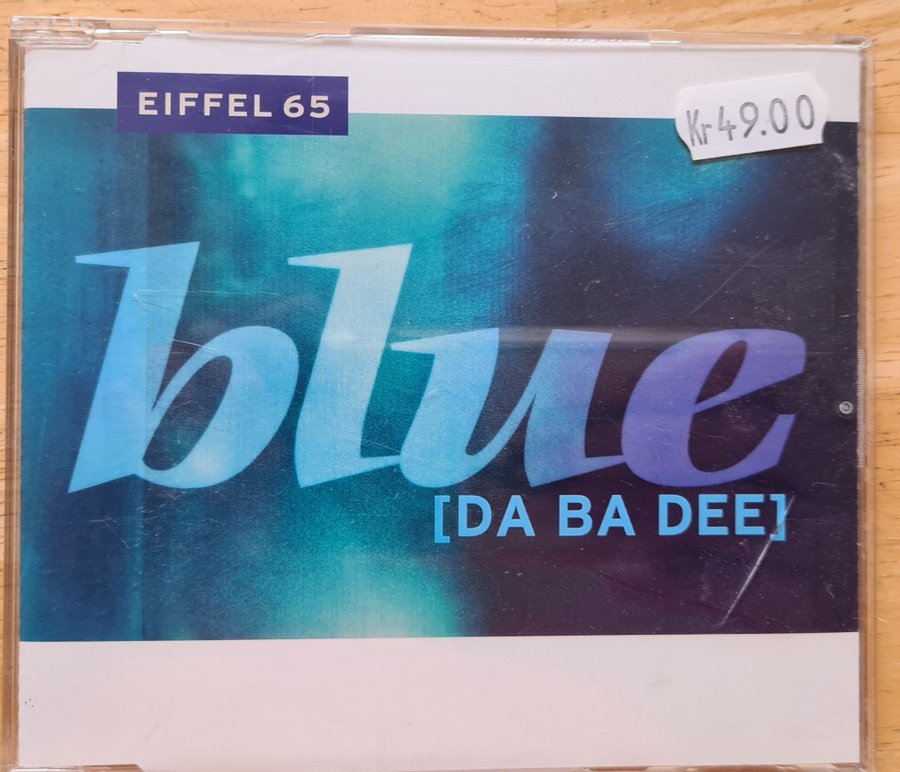 EIFFEL 65
Kr 49.00
blue
[DA BA DEE]